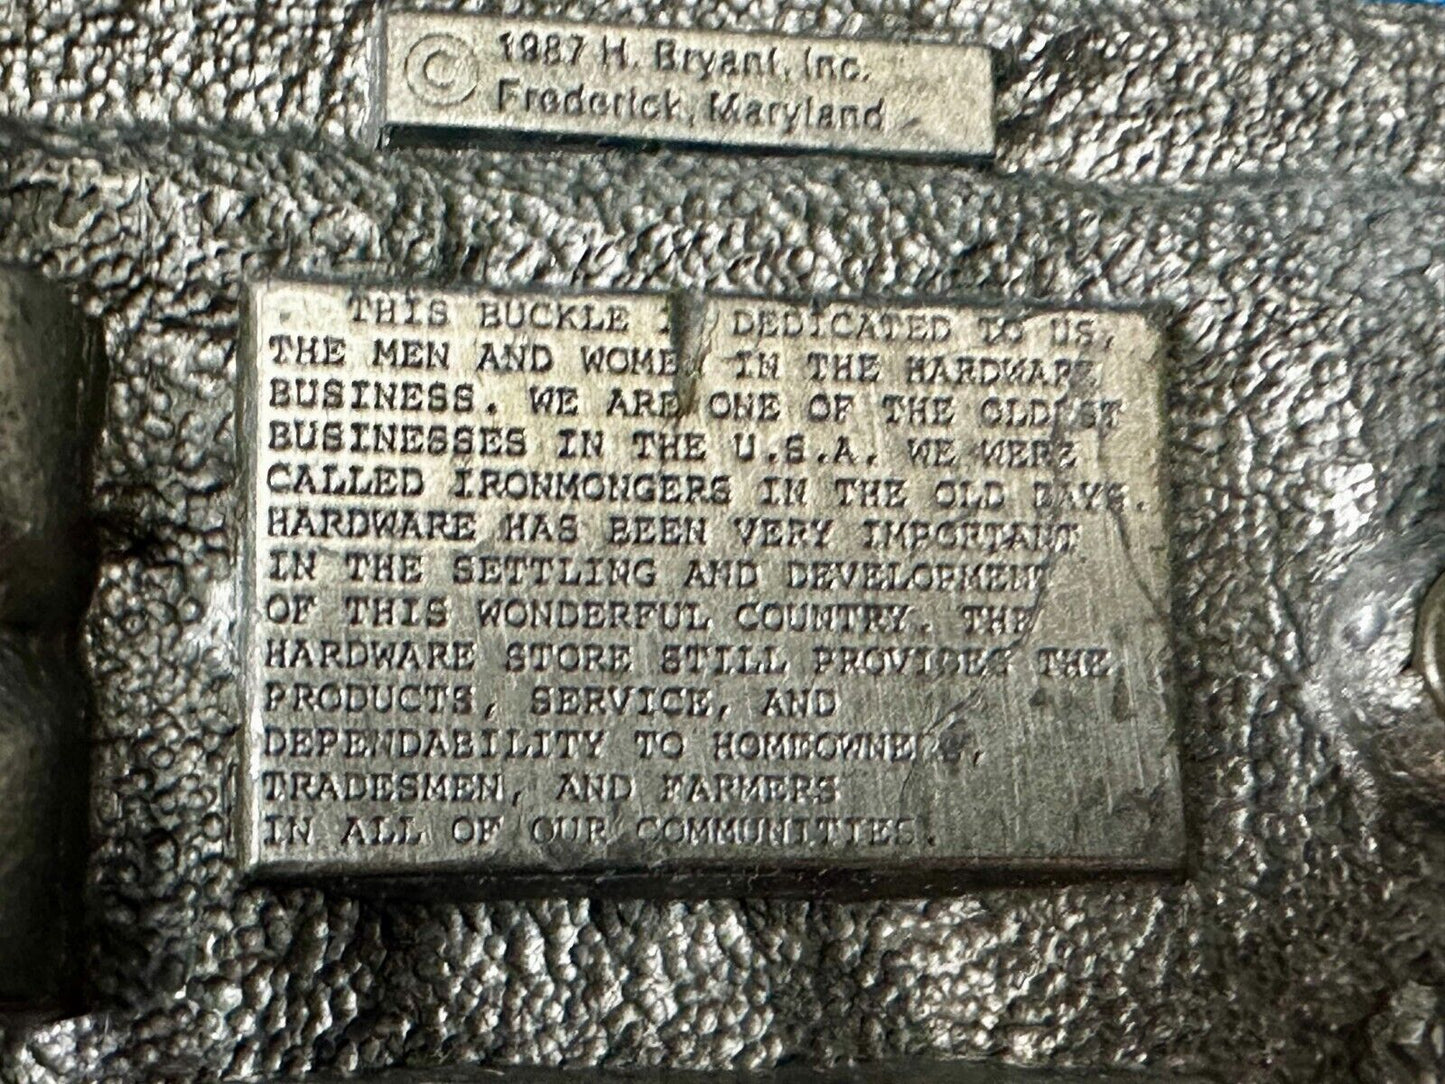 © 1987 H. Bryant, Inc.
Frederick, Maryland
THIS BUCKLE IS DEDICATED TO US,
THE MEN AND WOMEN IN THE HARDWARE
BUSINESS. WE ARE ONE OF THE OLDEST
BUSINESSES IN THE U.S.A. WE WERE
CALLED IRONMONGERS IN THE OLD DAYS.
HARDWARE HAS BEEN VERY IMPORTANT
IN THE SETTLING AND DEVELOPMENT
OF THIS WONDERFUL COUNTRY. THE
HARDWARE STORE STILL PROVIDES THE
PRODUCTS, SERVICE, AND
DEPENDABILITY TO HOMEOWNERS,
TRADESMEN, AND FARMERS
IN ALL OF OUR COMMUNITIES.